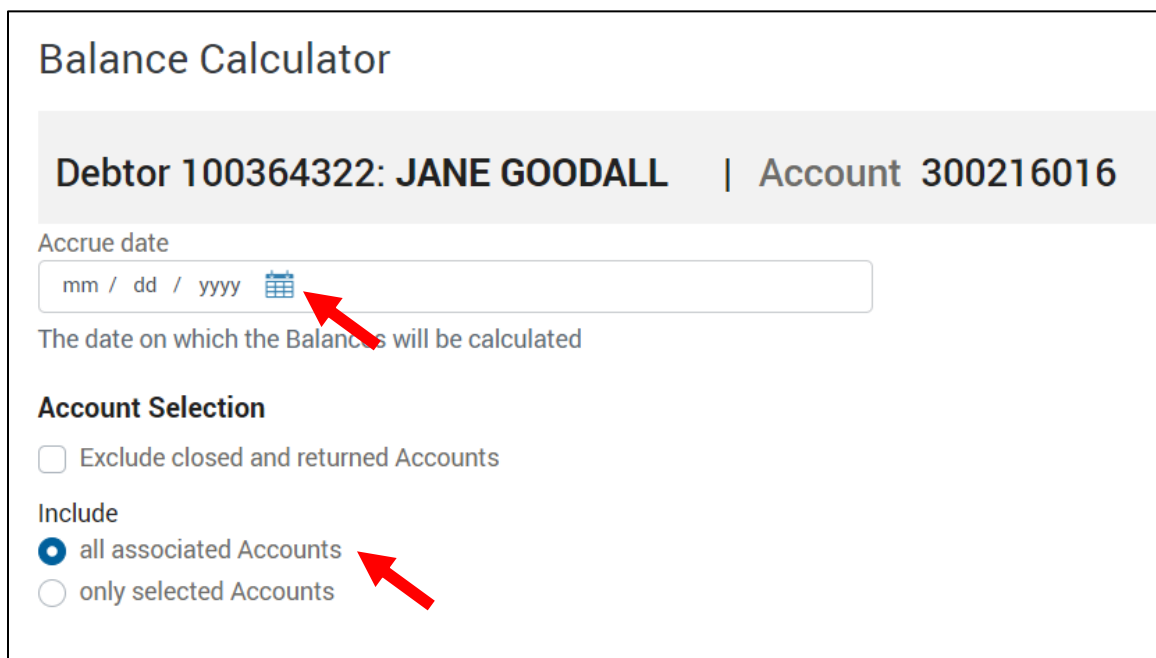 Balance Calculator
Debtor 100364322: JANE GOODALL | Account 300216016
Accrue date
mm / dd / yyyy
The date on which the Balances will be calculated
Account Selection
Exclude closed and returned Accounts
Include
all associated Accounts
only selected Accounts